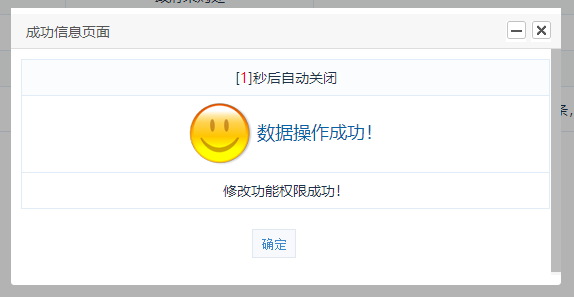 成功信息页面
[1]秒后自动关闭
数据操作成功！
修改功能权限成功！
确定
条，